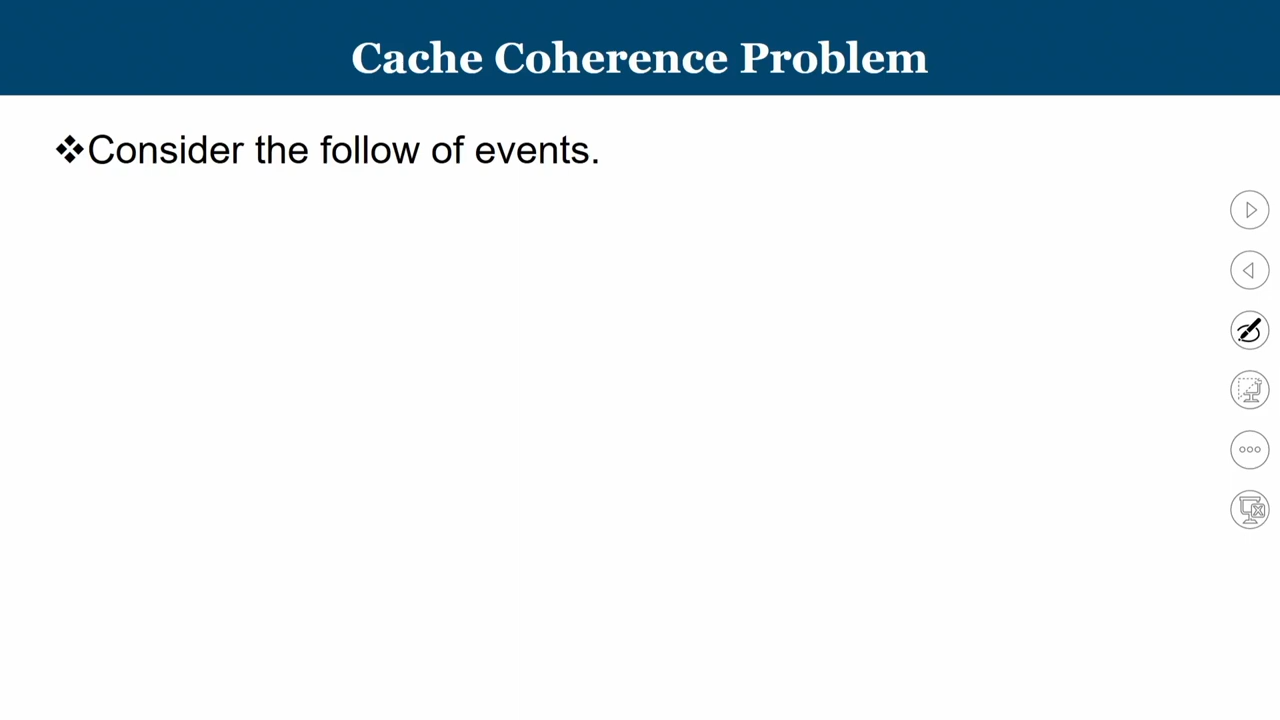 Cache Coherence Problem
❖Consider the follow of events.